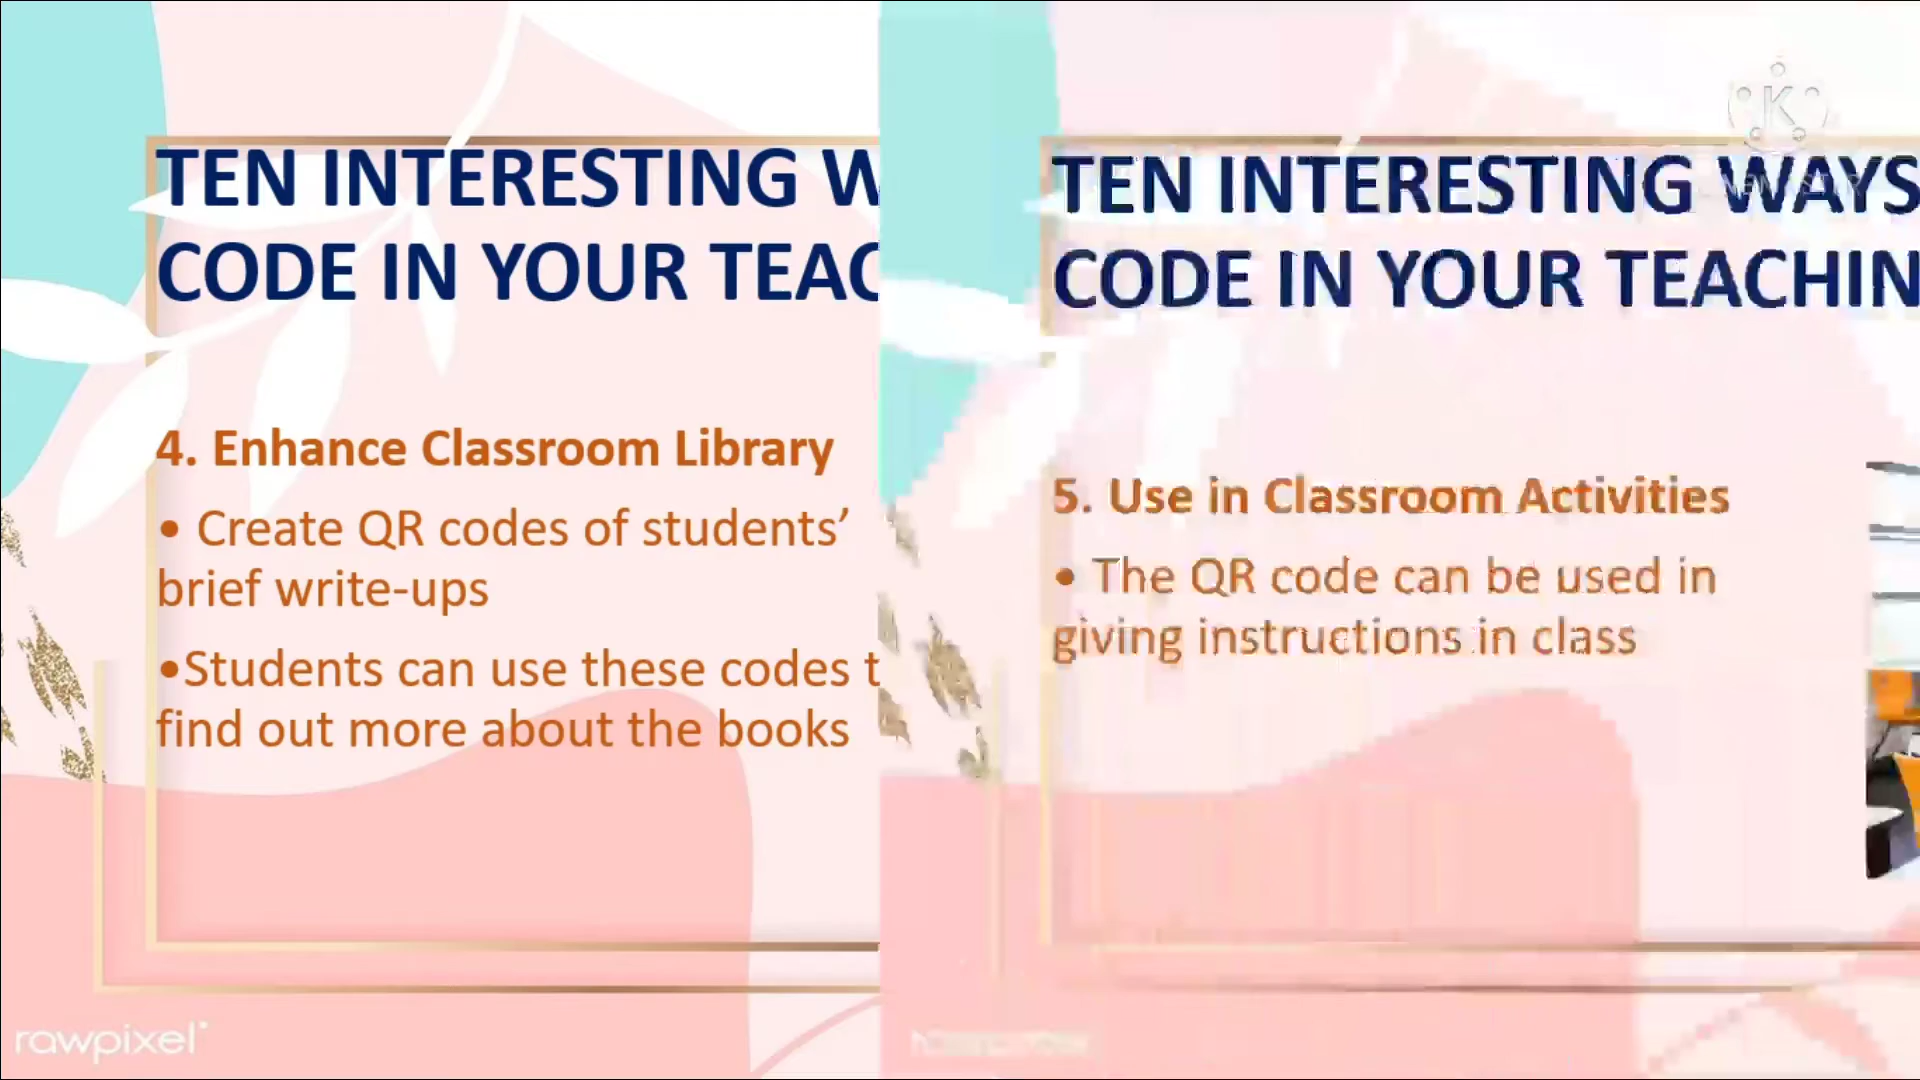 TEN INTERESTING W
CODE IN YOUR TEAC
4. Enhance Classroom Library
• Create QR codes of students’
brief write-ups
•Students can use these codes t
find out more about the books
rawpixel
TEN INTERESTING WAYS
CODE IN YOUR TEACHIN
5. Use in Classroom Activities
• The QR code can be used in
giving instructions in class
K